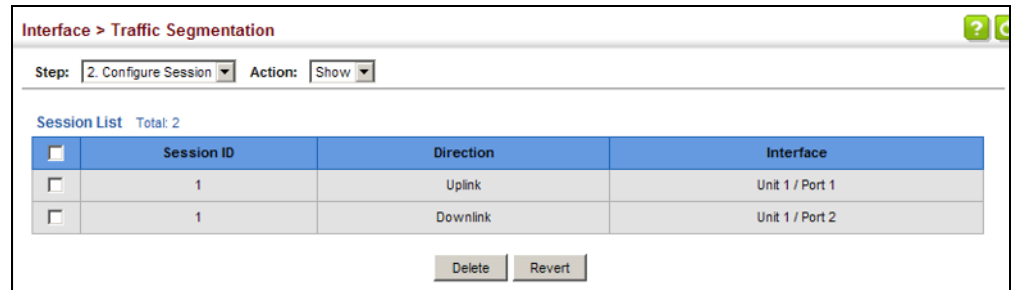 Interface > Traffic Segmentation
?
Step: 2. Configure Session Action: Show
Session List Total: 2
Session ID Direction Interface
1 Uplink Unit 1 / Port 1
1 Downlink Unit 1 / Port 2
Delete Revert